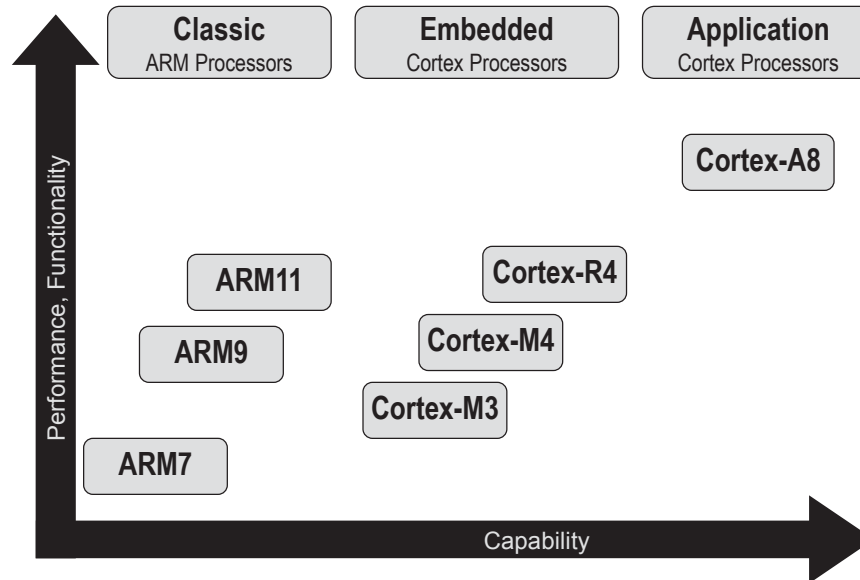 Classic
ARM Processors
Embedded
Cortex Processors
Application
Cortex Processors
Cortex-A8
Performance, Functionality
ARM11
Cortex-R4
ARM9
Cortex-M4
Cortex-M3
ARM7
Capability